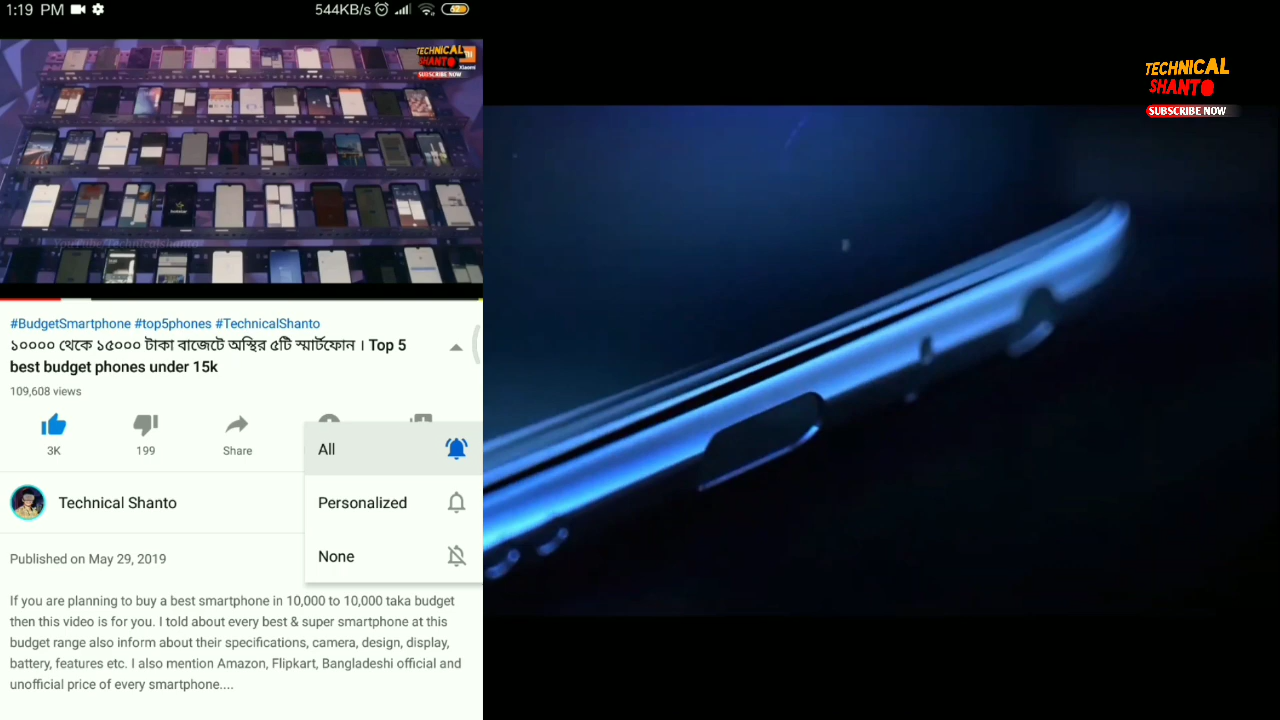 1:19 PM
544KB/s
62
TECHNICAL
SHANTO
SUBSCRIBE NOW
Xiaomi
YouTube/Technicalshanto
#BudgetSmartphone #top5phones #TechnicalShanto
১০০০০ থেকে ১৫০০০ টাকা বাজেটে অস্থির ৫টি স্মার্টফোন । Top 5
best budget phones under 15k
109,608 views
3K
199
Share
All
Personalized
None
Technical Shanto
Published on May 29, 2019
If you are planning to buy a best smartphone in 10,000 to 10,000 taka budget
then this video is for you. I told about every best & super smartphone at this
budget range also inform about their specifications, camera, design, display,
battery, features etc. I also mention Amazon, Flipkart, Bangladeshi official and
unofficial price of every smartphone....
TECHNICAL
SHANTO
SUBSCRIBE NOW